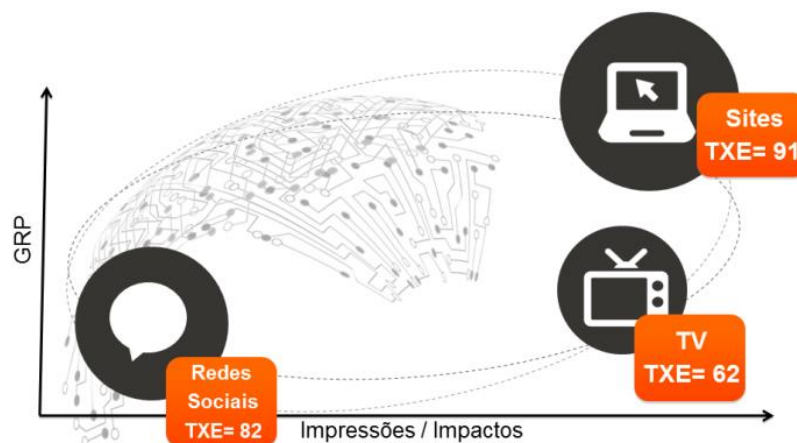 GRP
Sites
TXE= 91
TV
TXE= 62
Redes
Sociais
TXE= 82
Impressões / Impactos